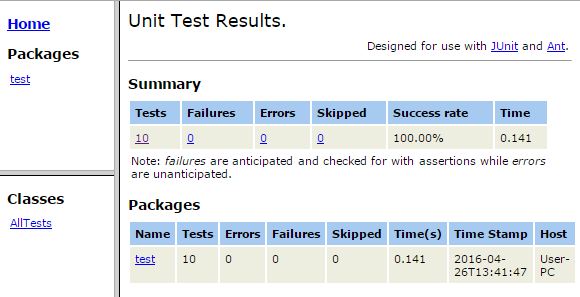 Home
Packages
test
Classes
AllTests
Unit Test Results.
Designed for use with JUnit and Ant.
Summary
Tests Failures Errors Skipped Success rate Time
10 0 0 0 100.00% 0.141
Note: failures are anticipated and checked for with assertions while errors
are unanticipated.
Packages
Name Tests Errors Failures Skipped Time(s) Time Stamp Host
test 10 0 0 0 0.141 2016-04- User-
26T13:41:47 PC